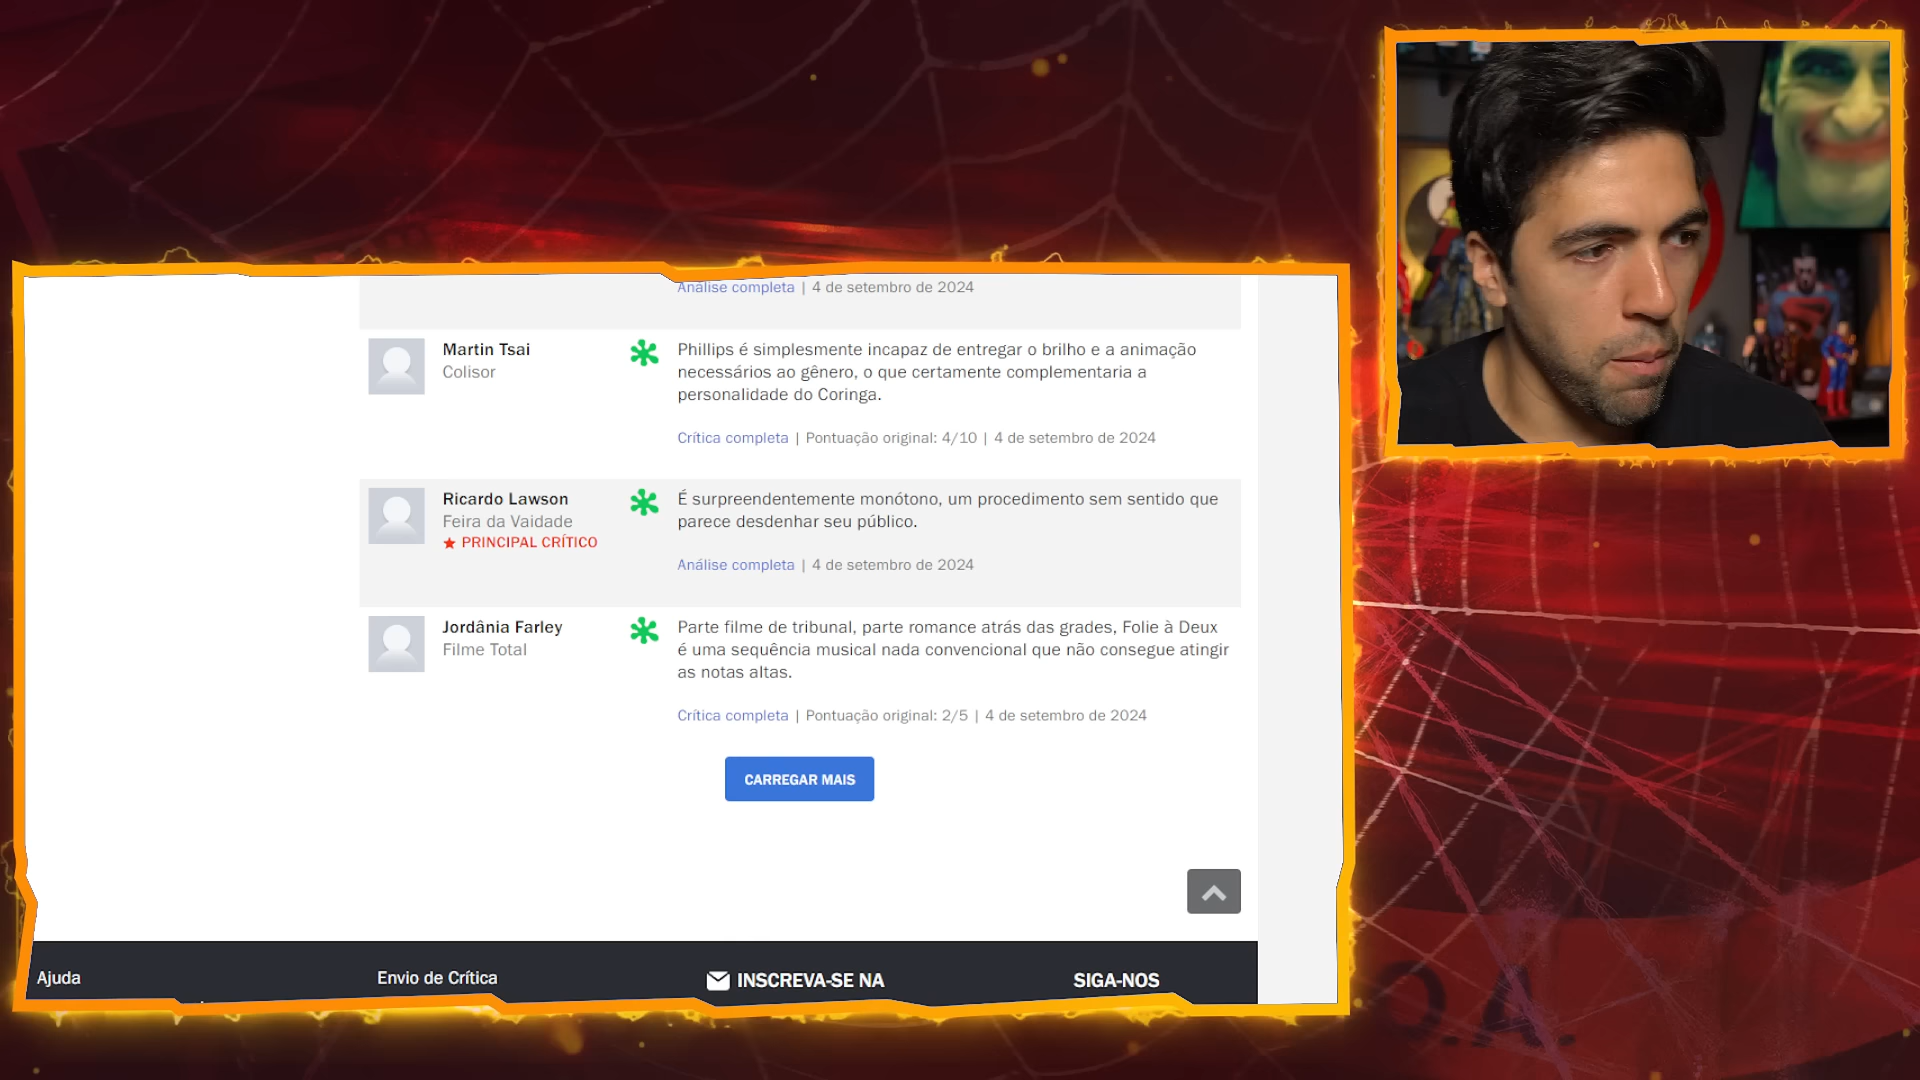 Análise completa | 4 de setembro de 2024
Martin Tsai
Colisor
Phillips é simplesmente incapaz de entregar o brilho e a animação
necessários ao gênero, o que certamente complementaria a
personalidade do Coringa.
Crítica completa | Pontuação original: 4/10 | 4 de setembro de 2024
Ricardo Lawson
Feira da Vaidade
PRINCIPAL CRÍTICO
É surpreendentemente monótono, um procedimento sem sentido que
parece desdenhar seu público.
Análise completa | 4 de setembro de 2024
Jordânia Farley
Filme Total
Parte filme de tribunal, parte romance atrás das grades, Folie à Deux
é uma sequência musical nada convencional que não consegue atingir
as notas altas.
Crítica completa | Pontuação original: 2/5 | 4 de setembro de 2024
CARREGAR MAIS
Ajuda
Envio de Crítica
INSCREVA-SE NA
SIGA-NOS